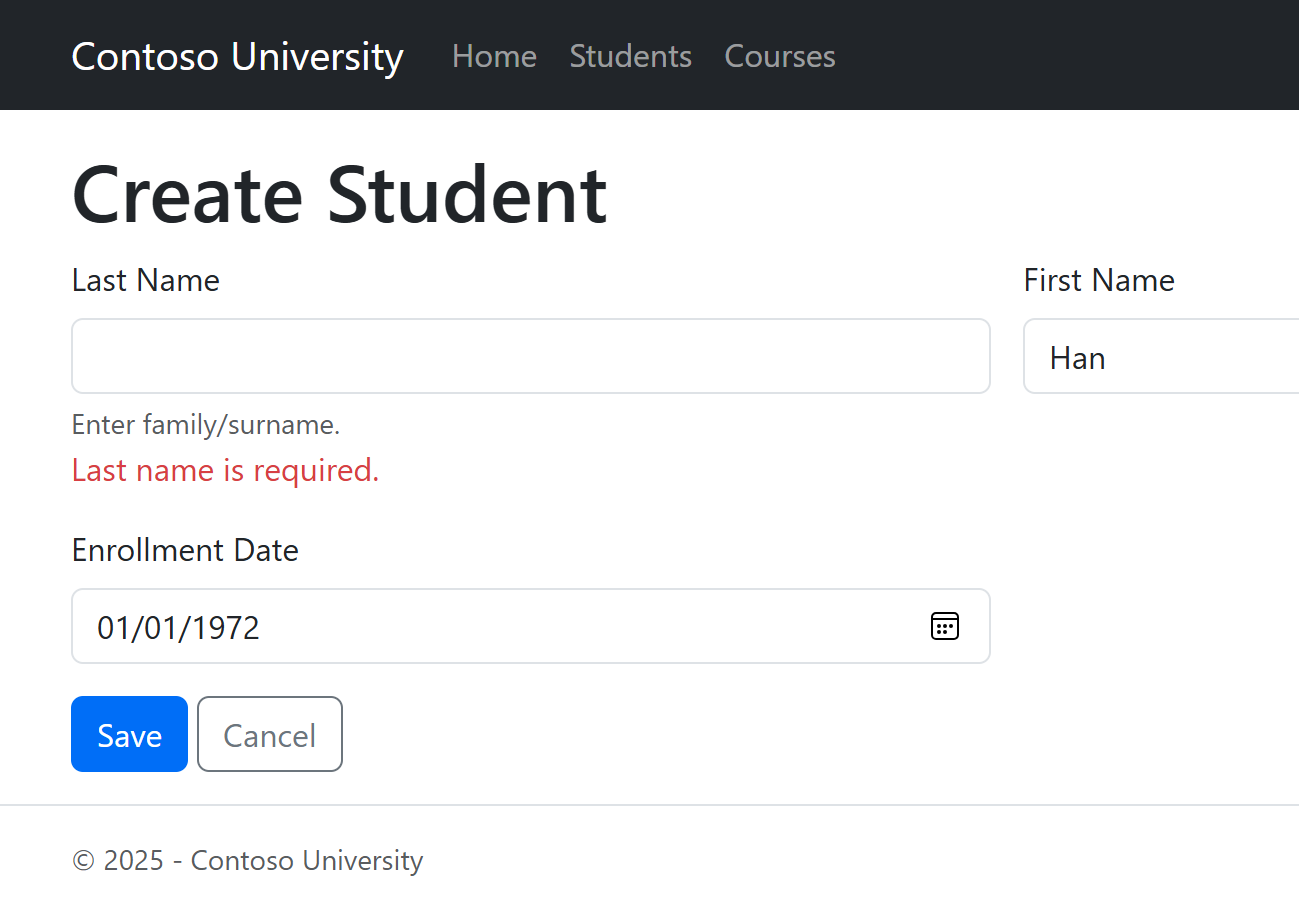 Contoso University Home Students Courses
Create Student
Last Name
First Name
Han
Enter family/surname.
Last name is required.
Enrollment Date
01/01/1972
Save Cancel
© 2025 - Contoso University